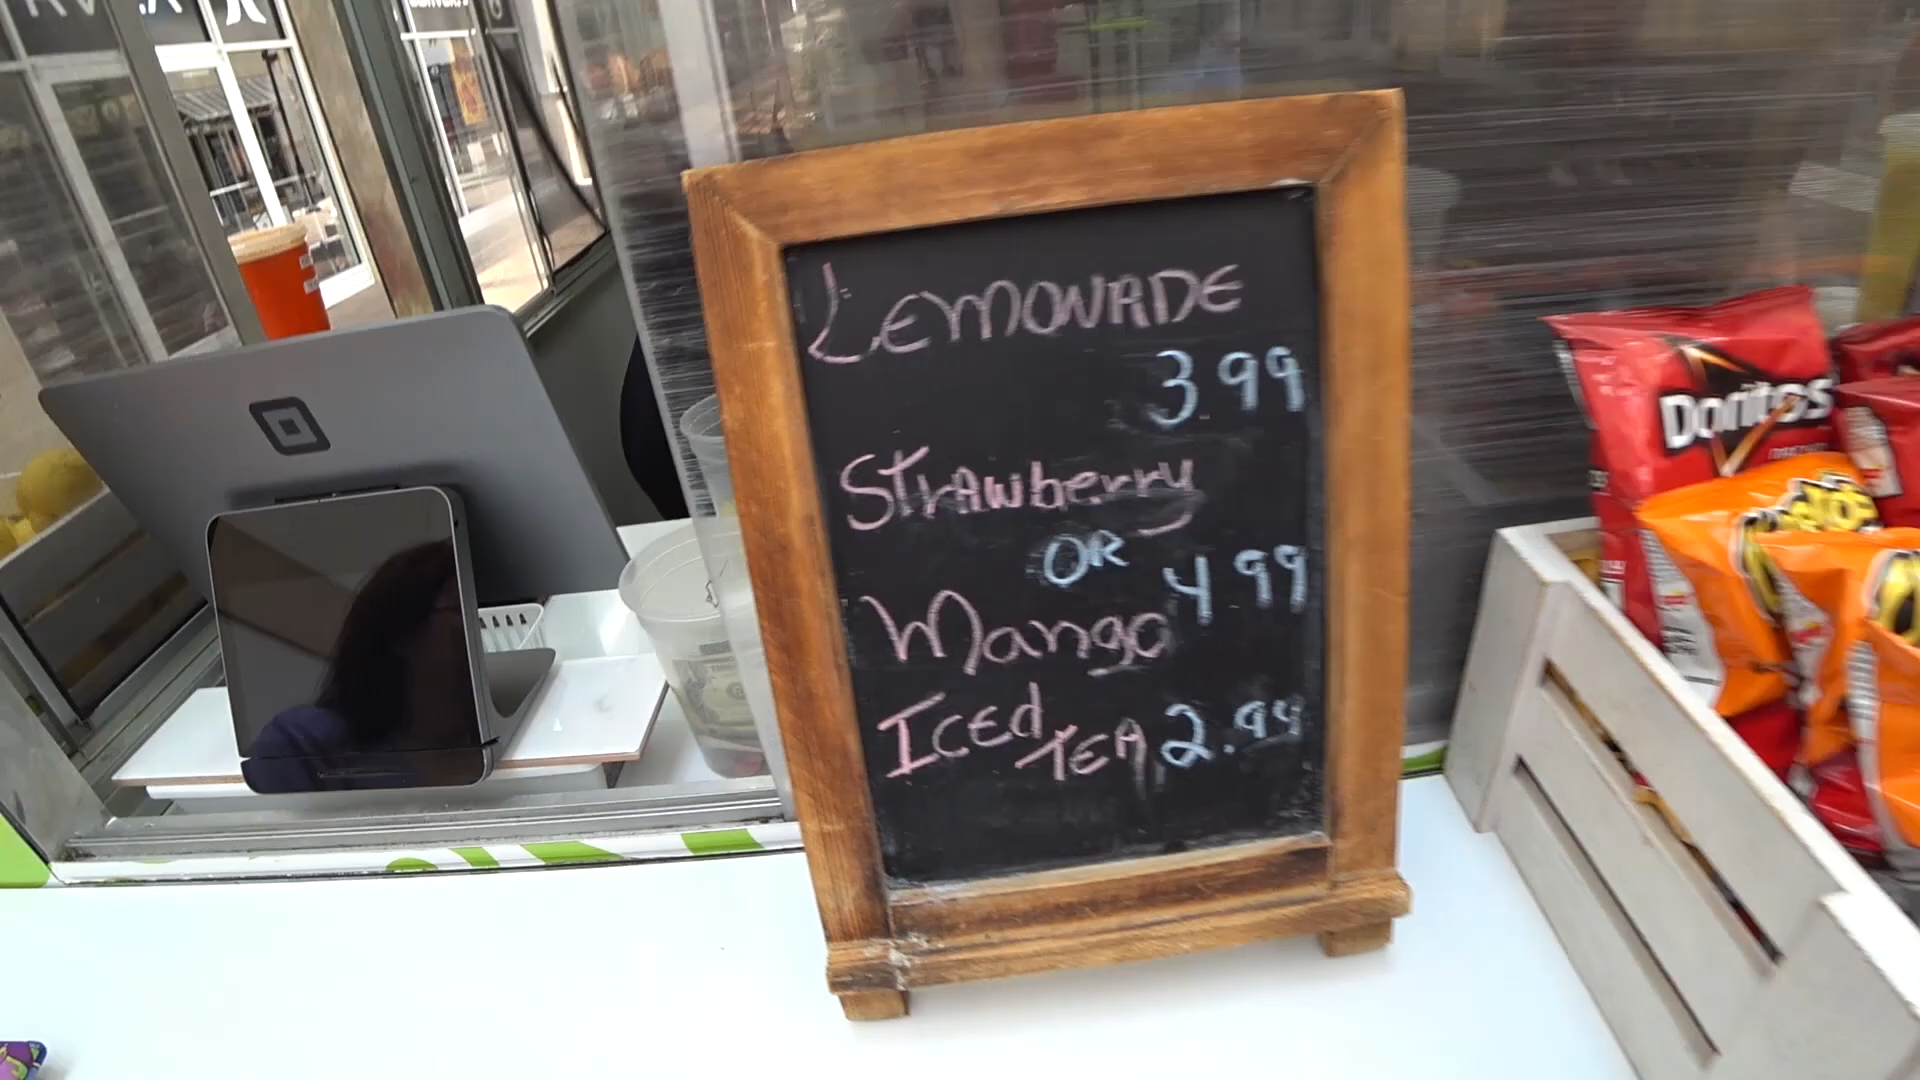 LEMONADE
3.99
STrAwberry
OR
4 99
Mango
ICEd TEA 2.99
Doritos